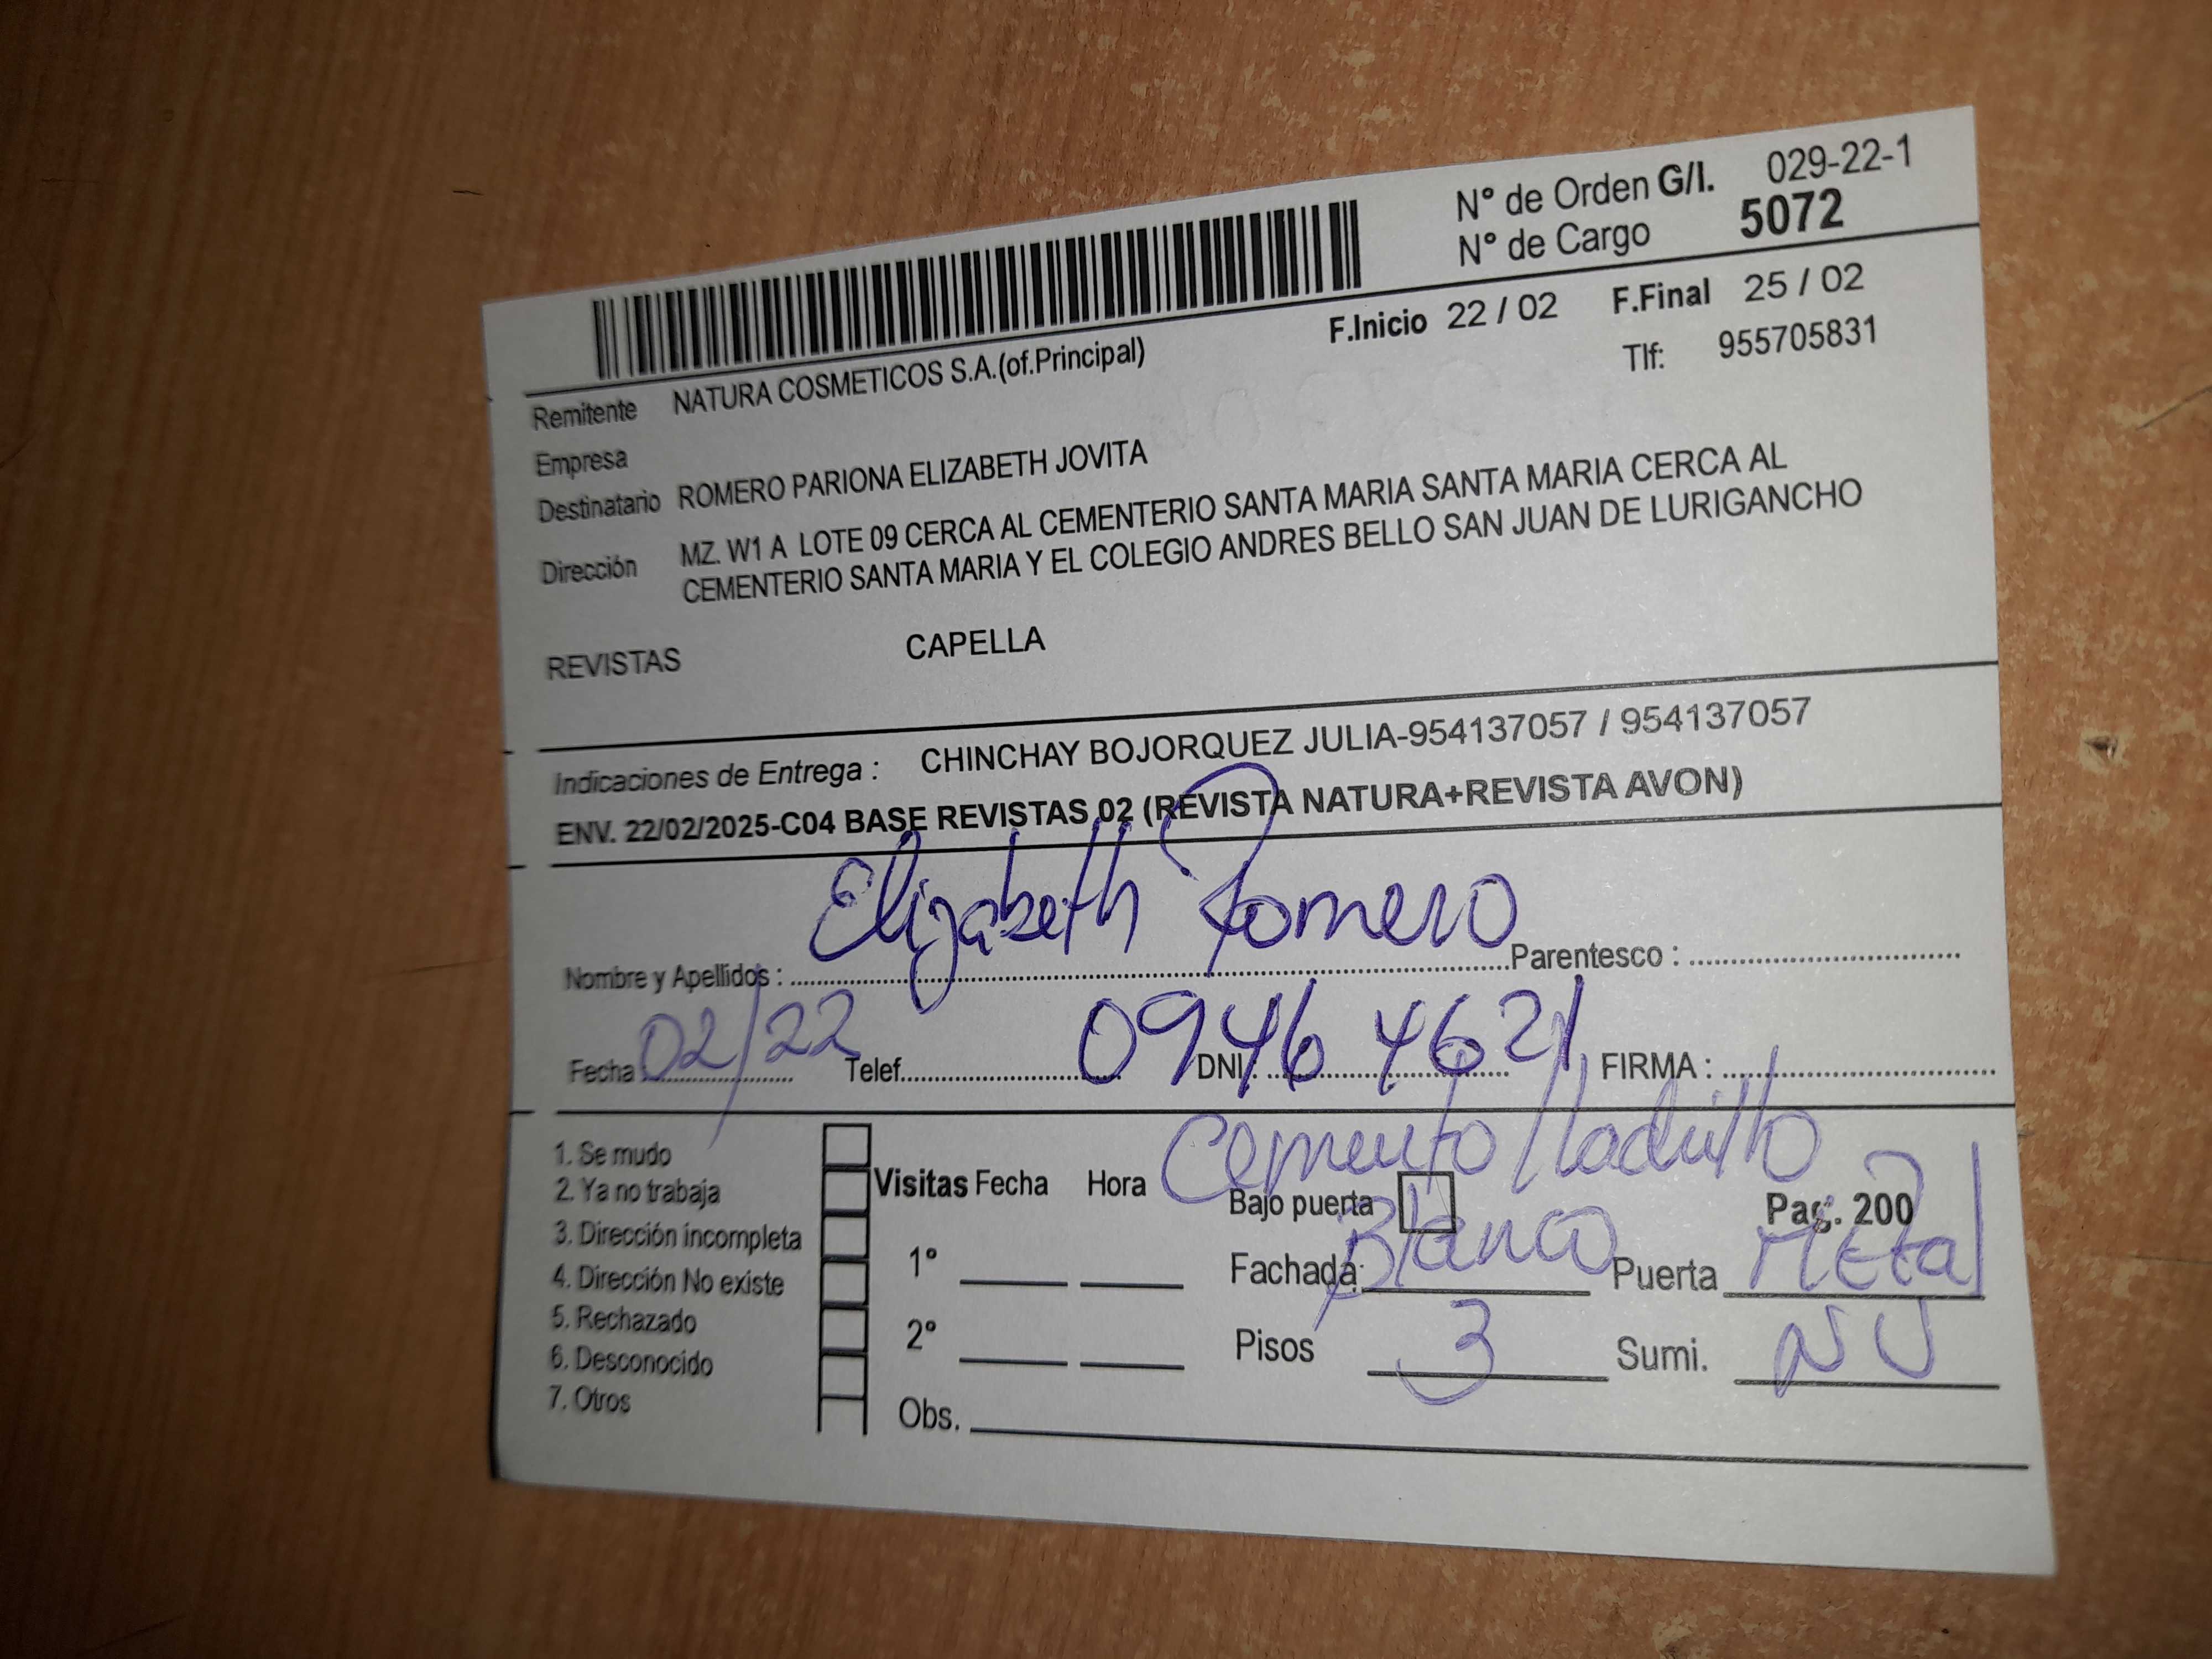 N° de Orden G/I. 029-22-1
N° de Cargo 5072
F.Inicio 22 / 02 F.Final 25 / 02
Remitente NATURA COSMETICOS S.A.(of.Principal) Tlf: 955705831
Empresa
Destinatario ROMERO PARIONA ELIZABETH JOVITA
Dirección MZ. W1 A LOTE 09 CERCA AL CEMENTERIO SANTA MARIA SANTA MARIA CERCA AL
CEMENTERIO SANTA MARIA Y EL COLEGIO ANDRES BELLO SAN JUAN DE LURIGANCHO
REVISTAS CAPELLA
Indicaciones de Entrega : CHINCHAY BOJORQUEZ JULIA-954137057 / 954137057
ENV. 22/02/2025-C04 BASE REVISTAS 02 (REVISTA NATURA+REVISTA AVON)
Nombre y Apellidos : Elizabeth Romero Parentesco :
Fecha 02/22 Telef. DNI : 09464621 FIRMA :
Cemento / ladrillo
1. Se mudo
2. Ya no trabaja
3. Dirección incompleta
4. Dirección No existe
5. Rechazado
6. Desconocido
7. Otros
Visitas Fecha Hora Bajo puerta Pag. 200
1° Fachada: Blanco Puerta Metal
2° Pisos 3 Sumi.
Obs.